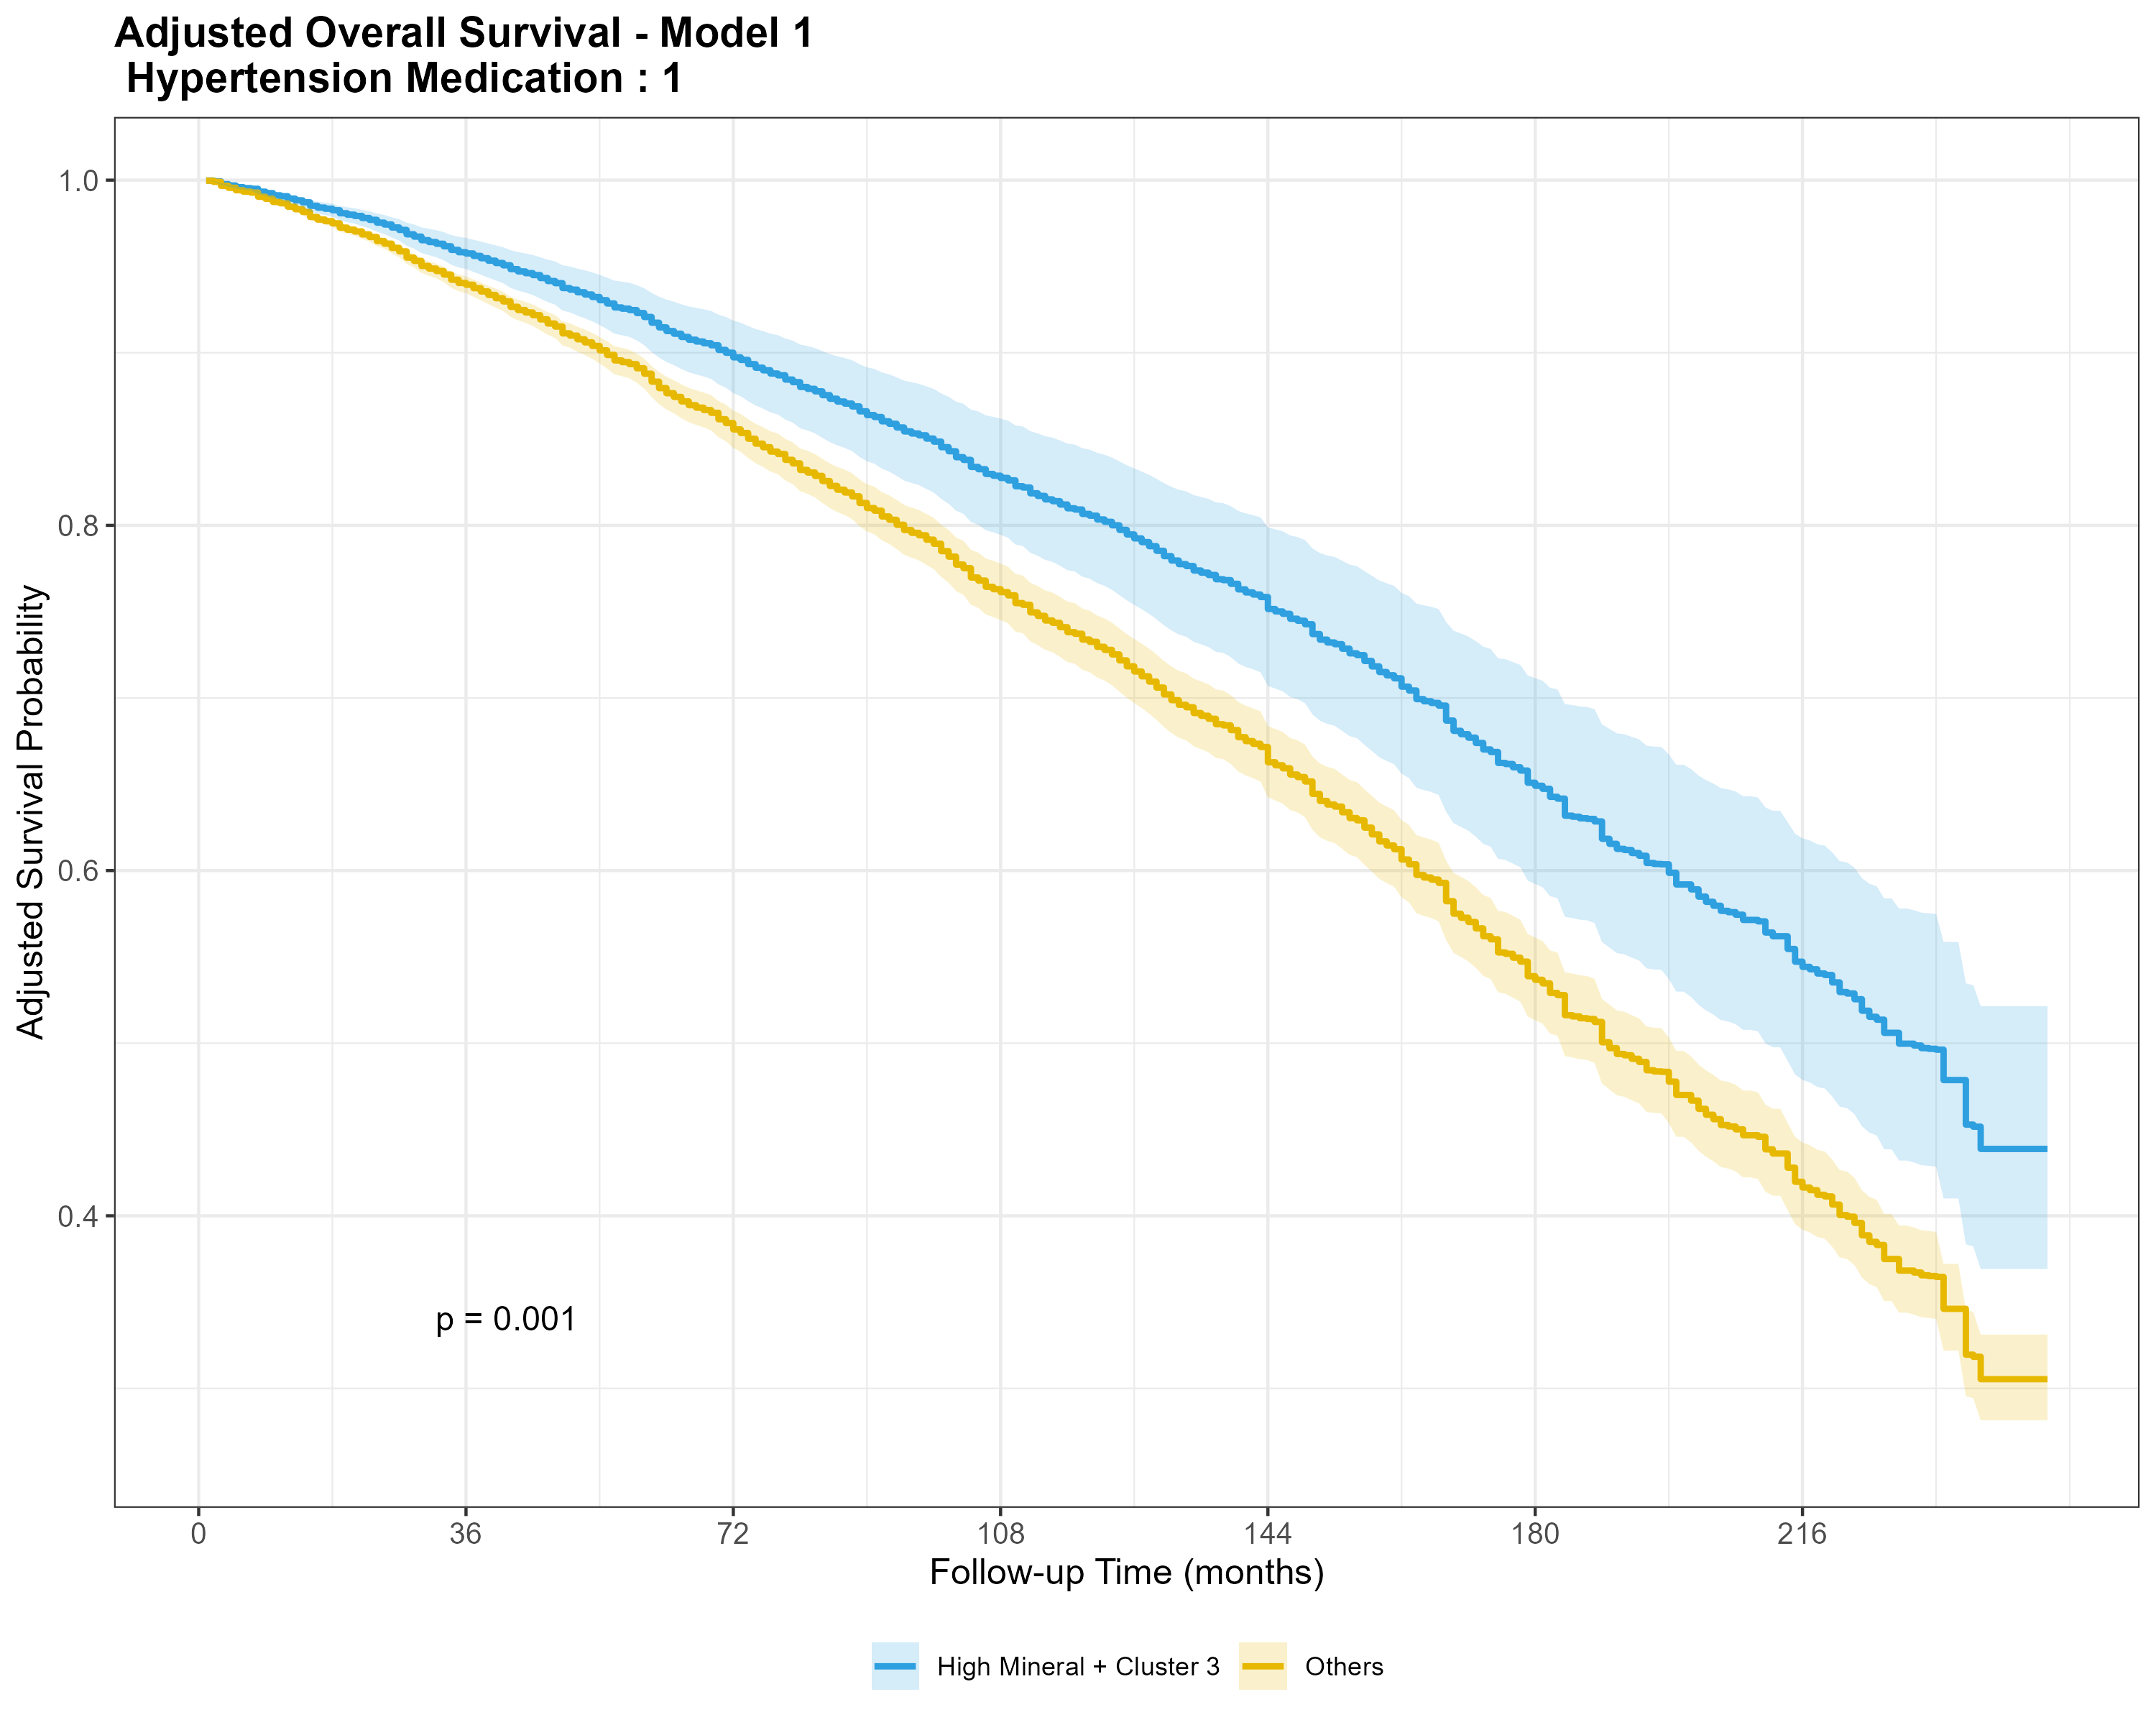 Adjusted Overall Survival - Model 1
Hypertension Medication : 1
Adjusted Survival Probability
1.0
0.8
0.6
0.4
p = 0.001
0 36 72 108 144 180 216
Follow-up Time (months)
High Mineral + Cluster 3 Others